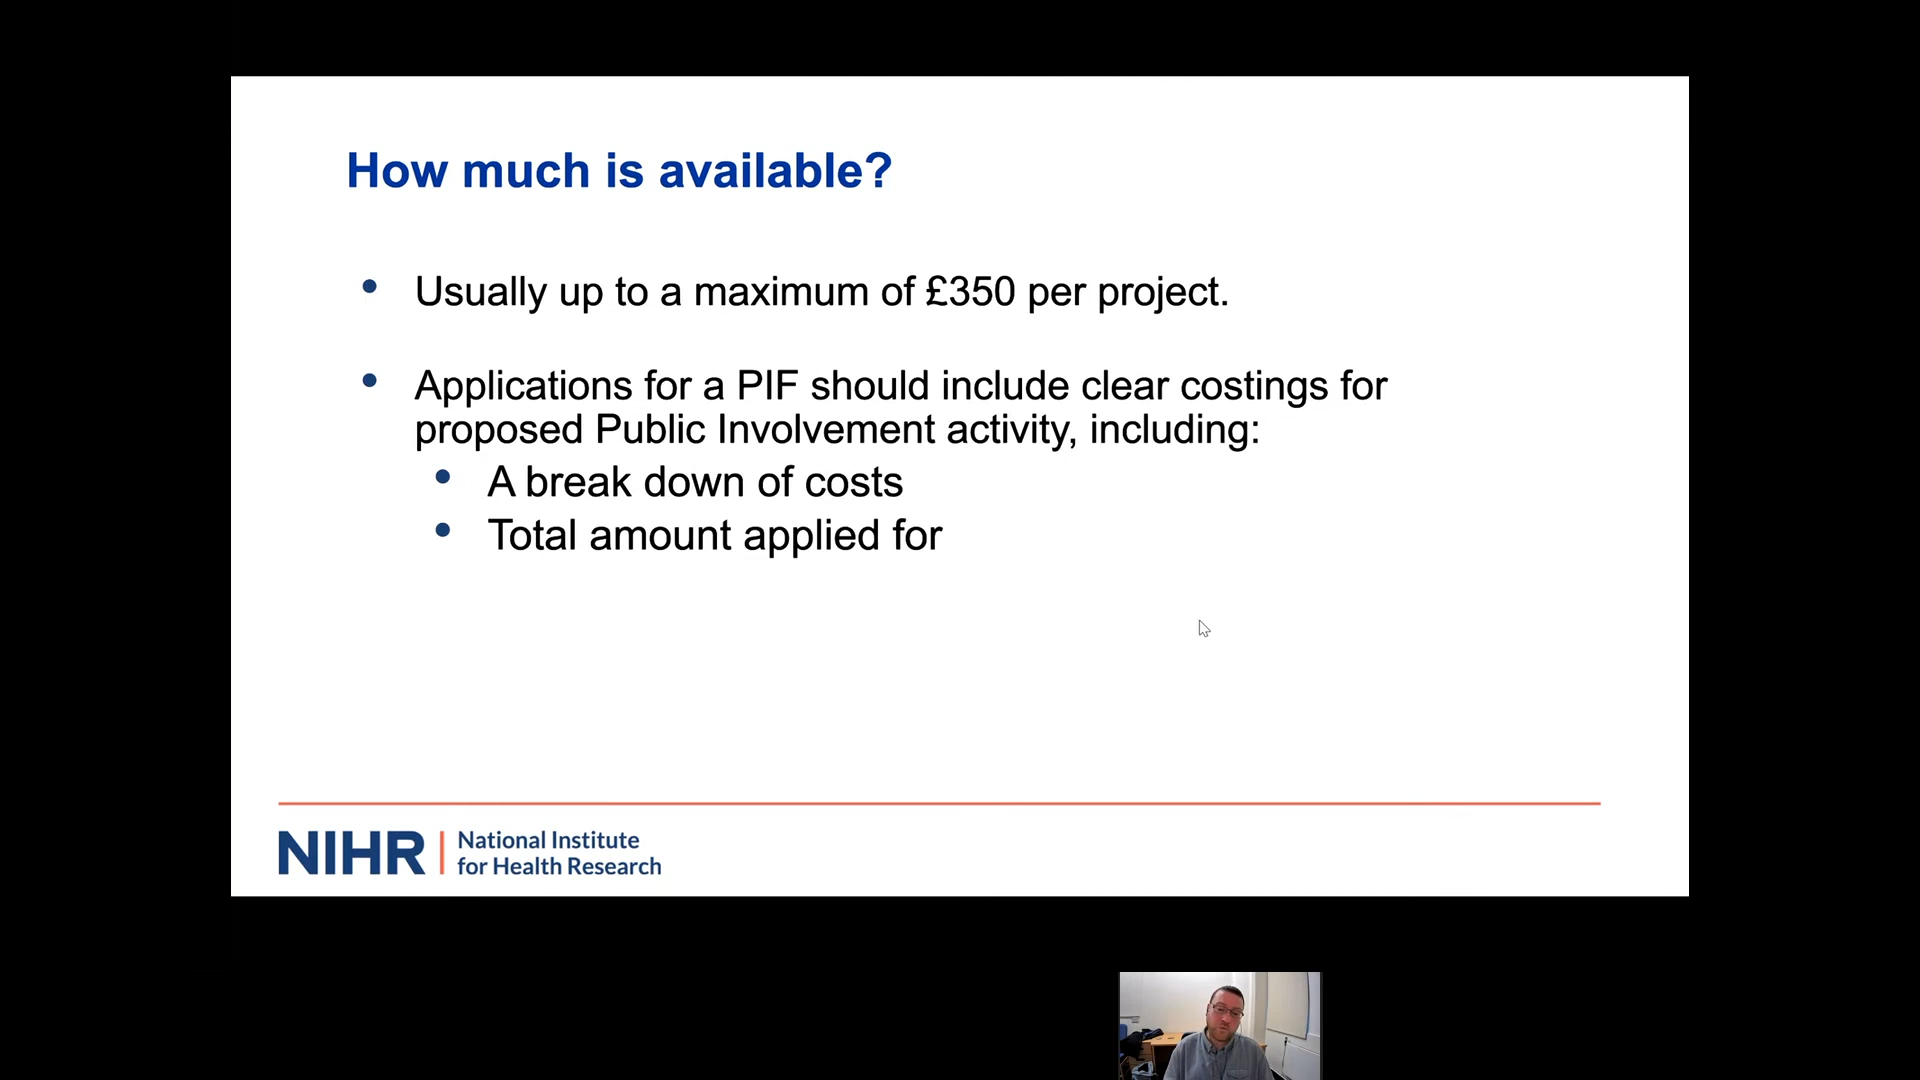 How much is available?
• Usually up to a maximum of £350 per project.
• Applications for a PIF should include clear costings for
proposed Public Involvement activity, including:
• A break down of costs
• Total amount applied for
NIHR | National Institute
for Health Research